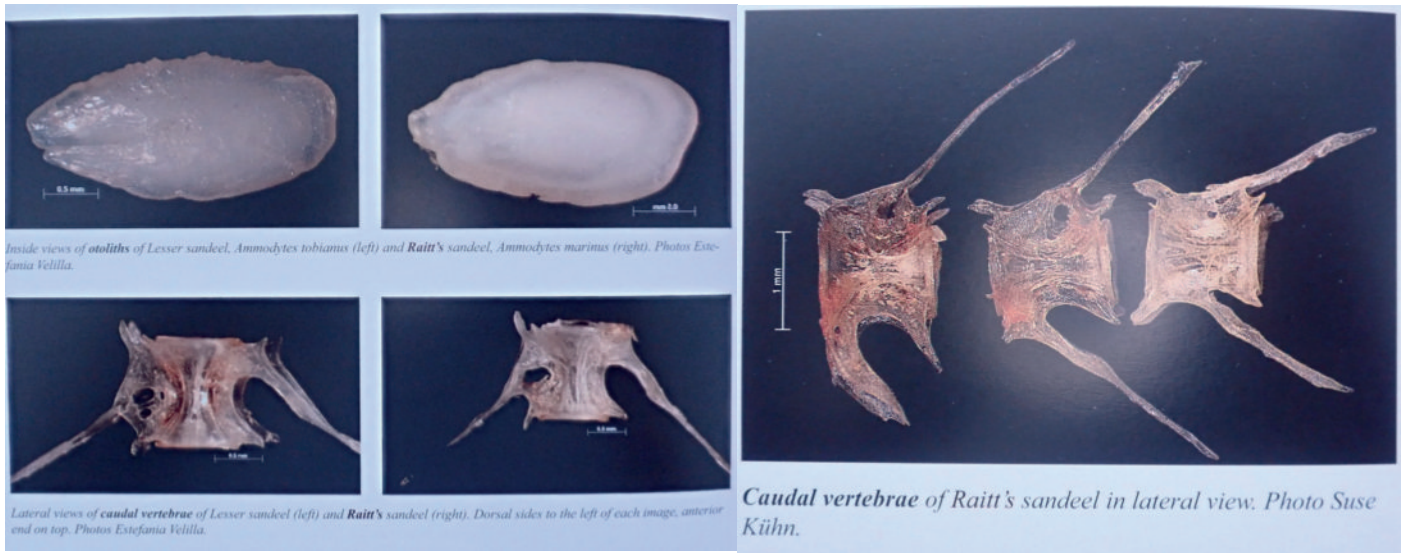 0.5 mm
mm 0.0
Inside views of otoliths of Lesser sandeel, Ammodytes tobianus (left) and Raitt's sandeel, Ammodytes marinus (right). Photos Este-
fania Velilla.
0.5 mm
0.5 mm
Lateral views of caudal vertebrae of Lesser sandeel (left) and Raitt's sandeel (right). Dorsal sides to the left of each image, anterior
end on top. Photos Estefania Velilla.
1 mm
Caudal vertebrae of Raitt's sandeel in lateral view. Photo Suse
Kühn.